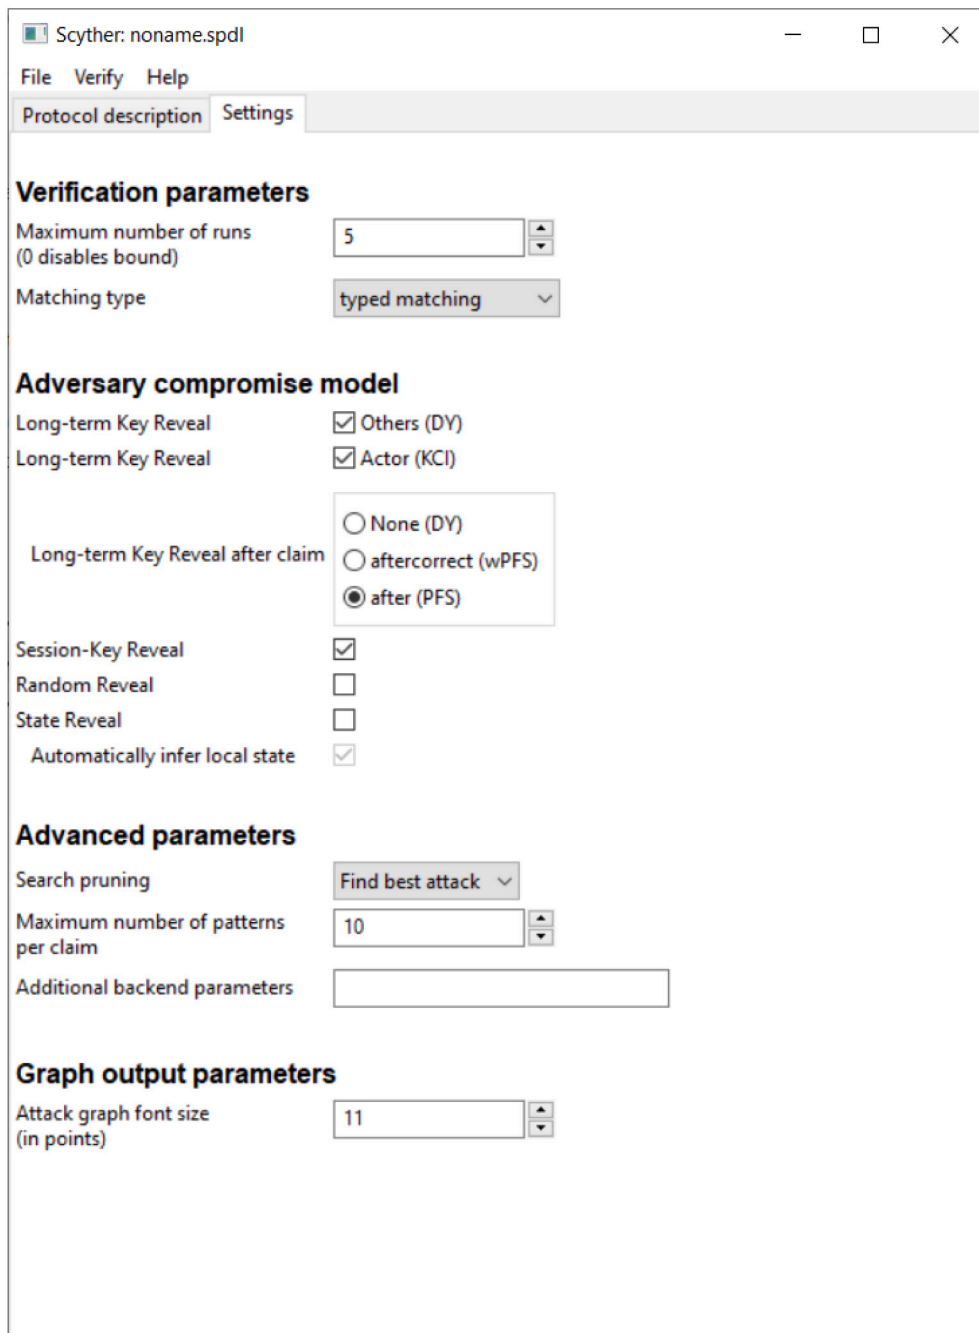 Scyther: noname.spdl
File Verify Help
Protocol description Settings
Verification parameters
Maximum number of runs
(0 disables bound)
5
Matching type typed matching
Adversary compromise model
Long-term Key Reveal Others (DY)
Long-term Key Reveal Actor (KCI)
None (DY)
Long-term Key Reveal after claim
aftercorrect (wPFS)
after (PFS)
Session-Key Reveal
Random Reveal
State Reveal
Automatically infer local state
Advanced parameters
Search pruning Find best attack
Maximum number of patterns
per claim
10
Additional backend parameters
Graph output parameters
Attack graph font size
(in points)
11